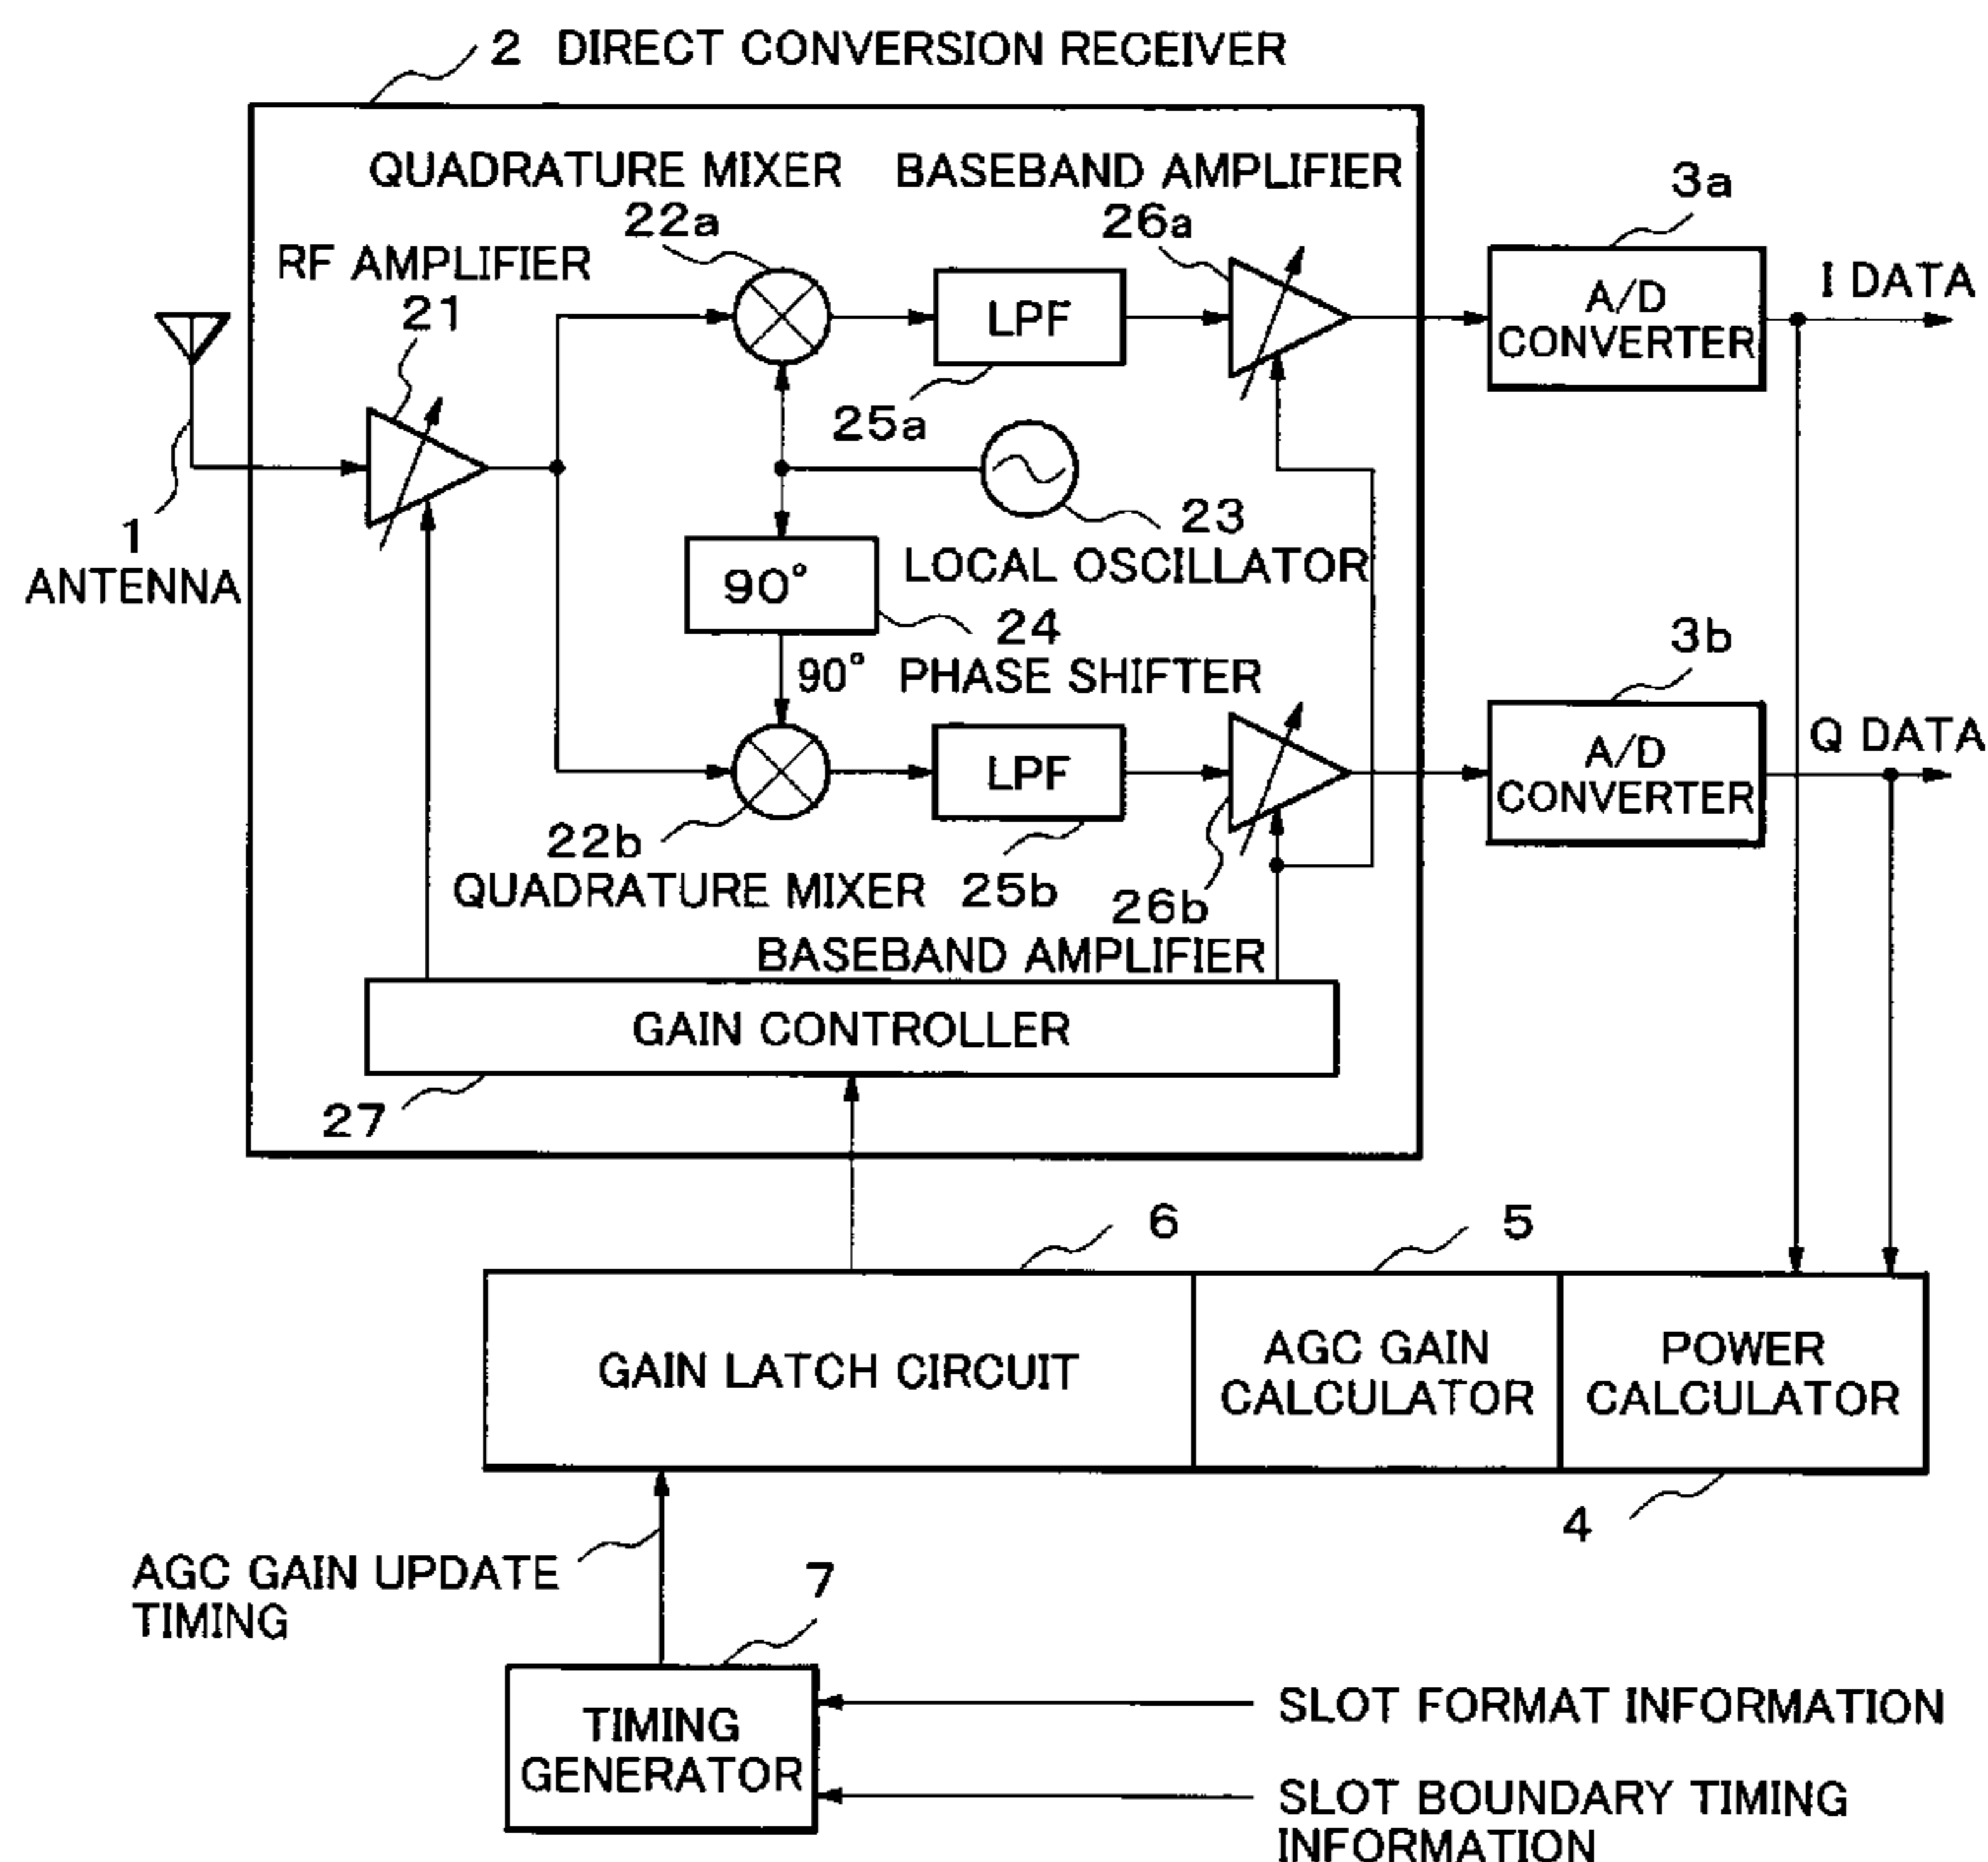 2 DIRECT CONVERSION RECEIVER
QUADRATURE MIXER
22a
BASEBAND AMPLIFIER
26a
3a
RF AMPLIFIER
21
LPF
25a
A/D
CONVERTER
I DATA
1
ANTENNA
23
LOCAL OSCILLATOR
90°
24
90° PHASE SHIFTER
3b
LPF
A/D
CONVERTER
Q DATA
22b
QUADRATURE MIXER
25b
26b
BASEBAND AMPLIFIER
GAIN CONTROLLER
27
6
5
GAIN LATCH CIRCUIT
AGC GAIN
CALCULATOR
POWER
CALCULATOR
4
AGC GAIN UPDATE
TIMING
7
TIMING
GENERATOR
SLOT FORMAT INFORMATION
SLOT BOUNDARY TIMING
INFORMATION